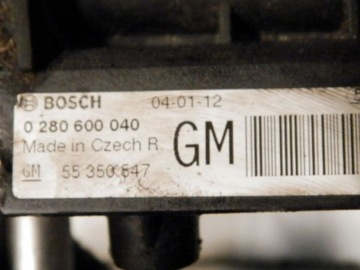 BOSCH 04-01-12
0 280 600 040
Made in Czech R.
GM
GM 55 350 647